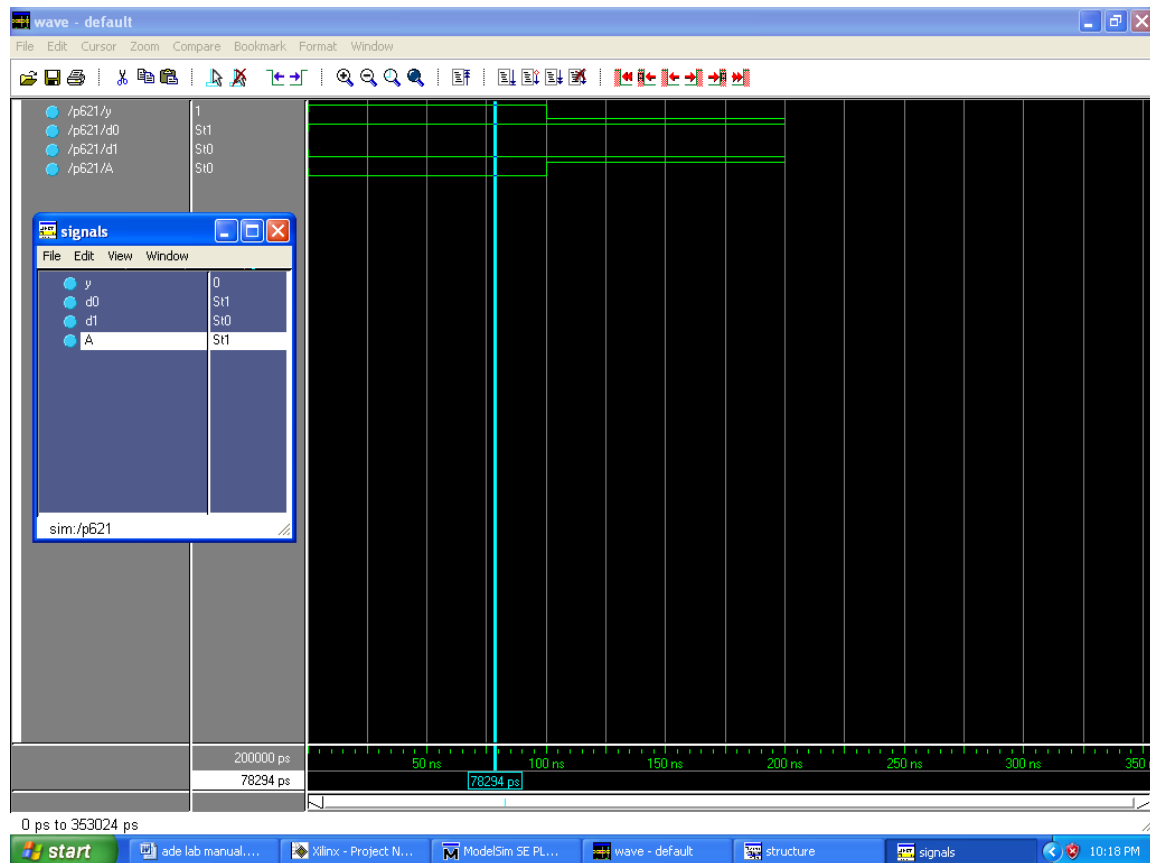 wave - default
File Edit Cursor Zoom Compare Bookmark Format Window
/p621/y 1
/p621/d0 St1
/p621/d1 St0
/p621/A St0
signals
File Edit View Window
y 0
d0 St1
d1 St0
A St1
sim:/p621
200000 ps
50 ns 100 ns 150 ns 200 ns 250 ns 300 ns 350
78294 ps 78294 ps
0 ps to 353024 ps
start ade lab manual.... Xilinx - Project N... ModelSim SE PL... wave - default structure signals 10:18 PM